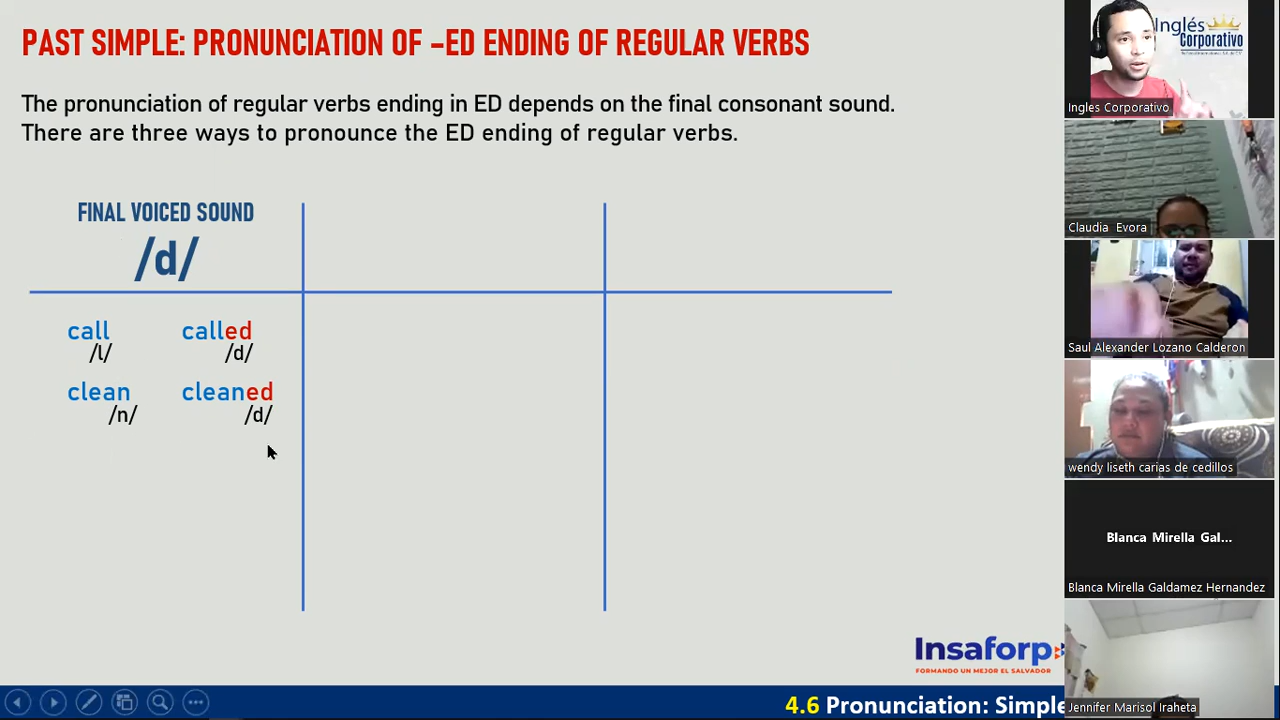 PAST SIMPLE: PRONUNCIATION OF -ED ENDING OF REGULAR VERBS
The pronunciation of regular verbs ending in ED depends on the final consonant sound.
There are three ways to pronounce the ED ending of regular verbs.
FINAL VOICED SOUND
/d/
call called
/l/ /d/
clean cleaned
/n/ /d/
Insaforp
FORMANDO UN MEJOR EL SALVADOR
4.6 Pronunciation: Simple
Inglés
Corporativo
Ingles Corporativo
Claudia Evora
Saul Alexander Lozano Calderon
wendy liseth carias de cedillos
Blanca Mirella Gal...
Blanca Mirella Galdamez Hernandez
Jennifer Marisol Iraheta